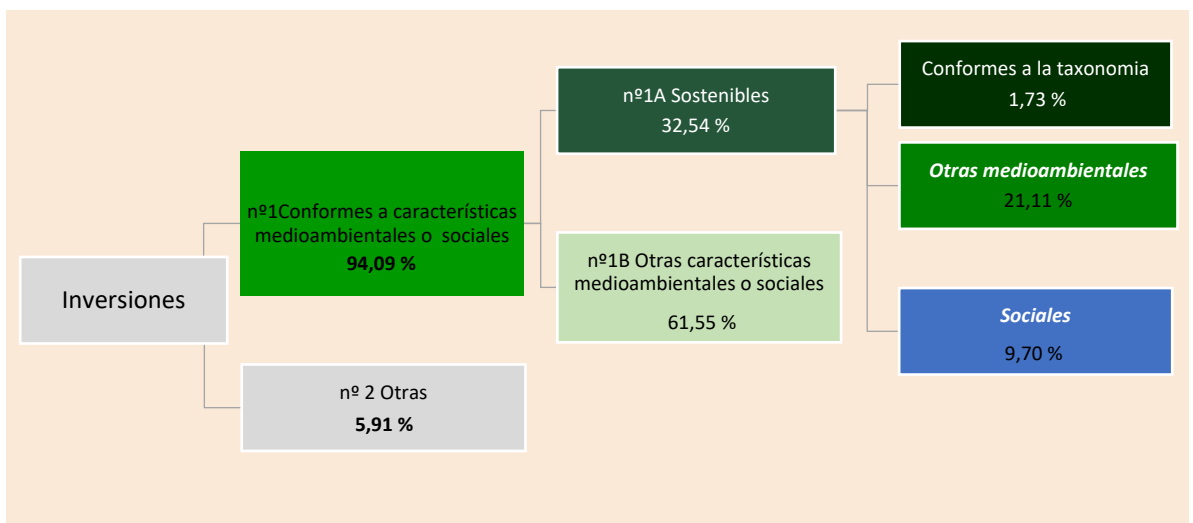 Inversiones
nº1Conformes a características
medioambientales o sociales
94,09 %
nº 2 Otras
5,91 %
nº1A Sostenibles
32,54 %
nº1B Otras características
medioambientales o sociales
61,55 %
Conformes a la taxonomia
1,73 %
Otras medioambientales
21,11 %
Sociales
9,70 %